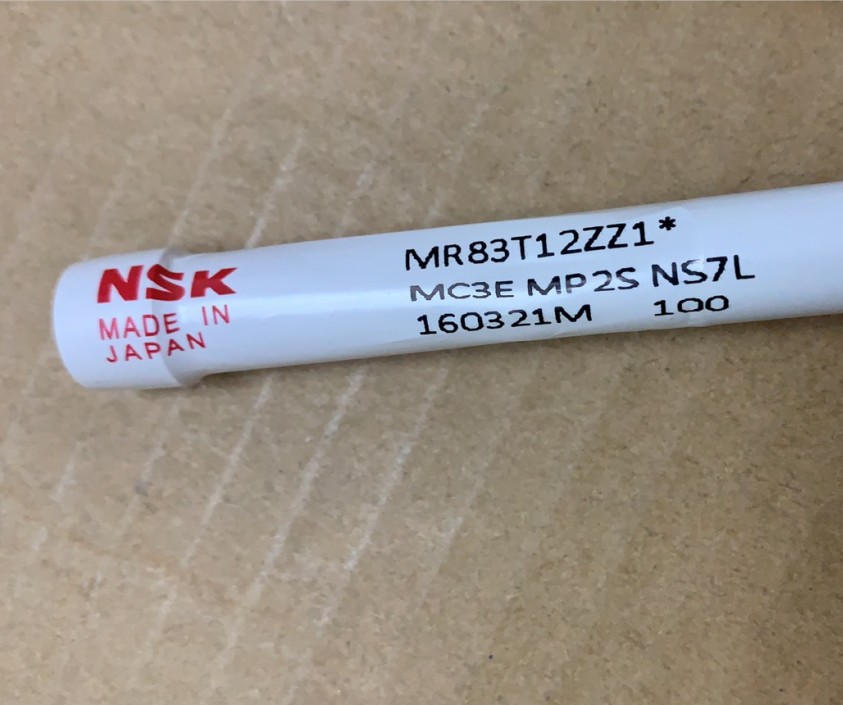 NSK
MADE IN
JAPAN
MR83T12ZZ1*
MC3E MP2S NS7L
160321M 100